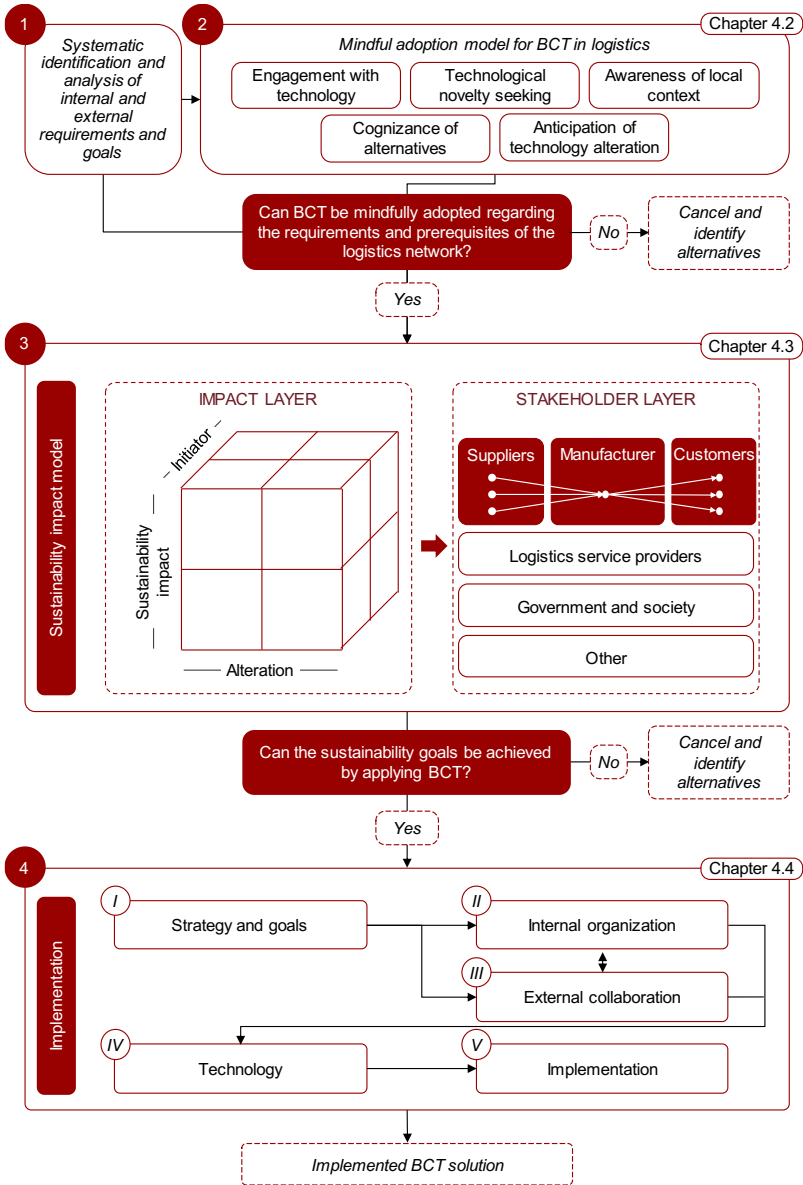 1
Systematic
identification and
analysis of
internal and
external
requirements and
goals
2
Chapter 4.2
Mindful adoption model for BCT in logistics
Engagement with
technology
Technological
novelty seeking
Awareness of local
context
Cognizance of
alternatives
Anticipation of
technology alteration
Can BCT be mindfully adopted regarding
the requirements and prerequisites of the
logistics network?
No
Cancel and
identify
alternatives
Yes
3
Chapter 4.3
Sustainability impact model
IMPACT LAYER
Initiator
Sustainability
impact
Alteration
STAKEHOLDER LAYER
Suppliers
Manufacturer
Customers
Logistics service providers
Government and society
Other
Can the sustainability goals be achieved
by applying BCT?
No
Cancel and
identify
alternatives
Yes
4
Chapter 4.4
Implementation
I
Strategy and goals
II
Internal organization
III
External collaboration
IV
Technology
V
Implementation
Implemented BCT solution